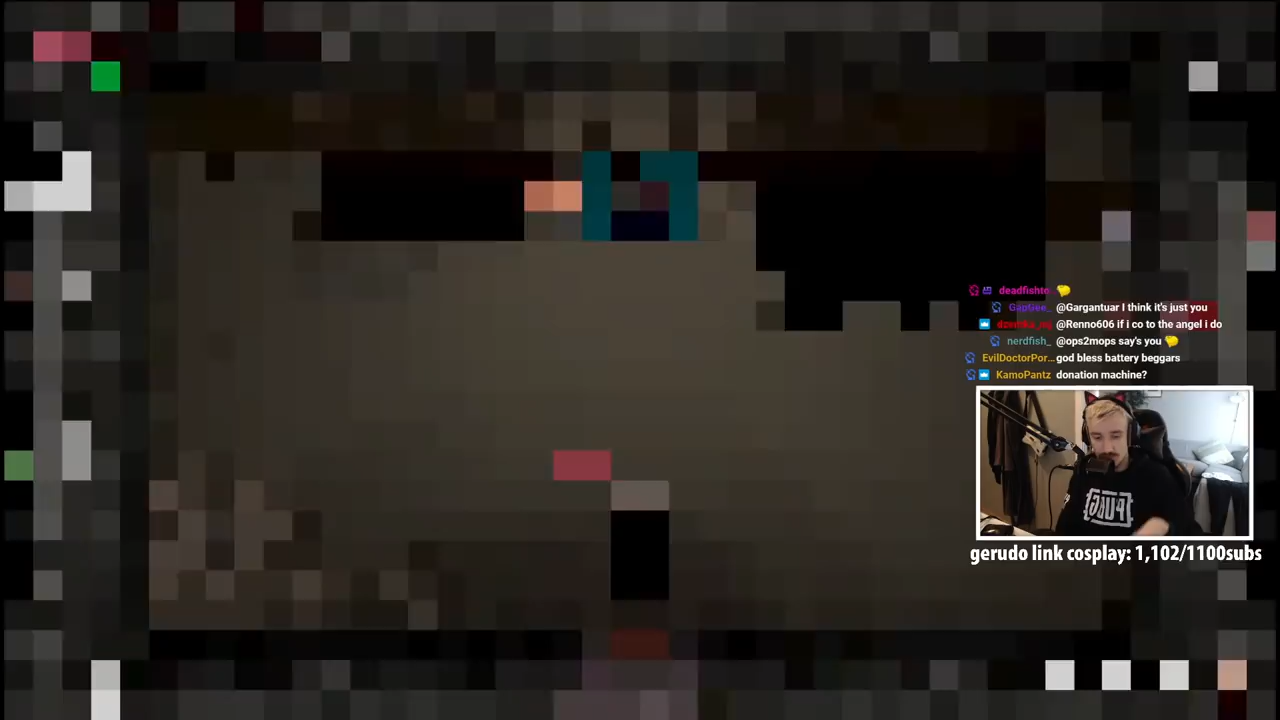 deadfishto
GapGee_ @Gargantuar I think it's just you
@Renno606 if i co to the angel i do
nerdfish_ @ops2mops say's you
EvilDoctorPor... god bless battery beggars
KamoPantz donation machine?
gerudo link cosplay: 1,102/1100subs